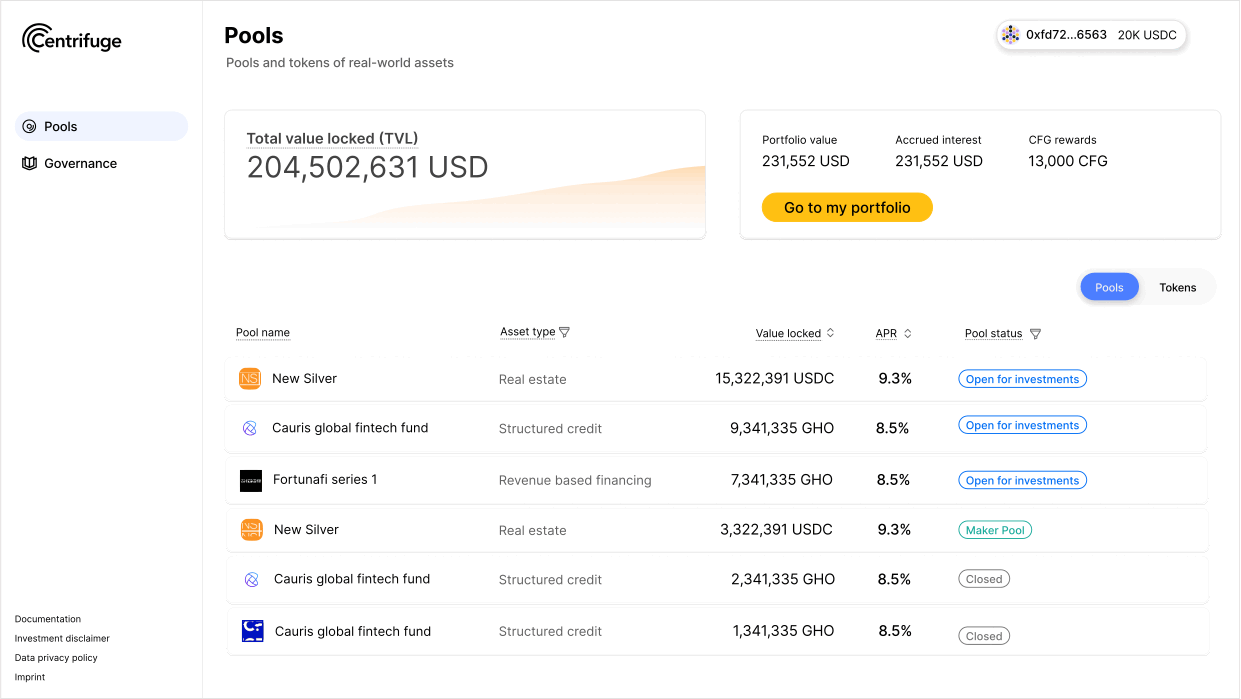 Centrifuge
Pools
Governance
Documentation
Investment disclaimer
Data privacy policy
Imprint
Pools
Pools and tokens of real-world assets
0xfd72...6563 20K USDC
Total value locked (TVL)
204,502,631 USD
Portfolio value Accrued interest CFG rewards
231,552 USD 231,552 USD 13,000 CFG
Go to my portfolio
Pools Tokens
Pool name Asset type Value locked APR Pool status
NS New Silver Real estate 15,322,391 USDC 9.3% Open for investments
Cauris global fintech fund Structured credit 9,341,335 GHO 8.5% Open for investments
Fortunafi series 1 Revenue based financing 7,341,335 GHO 8.5% Open for investments
New Silver Real estate 3,322,391 USDC 9.3% Maker Pool
Cauris global fintech fund Structured credit 2,341,335 GHO 8.5% Closed
Cauris global fintech fund Structured credit 1,341,335 GHO 8.5% Closed